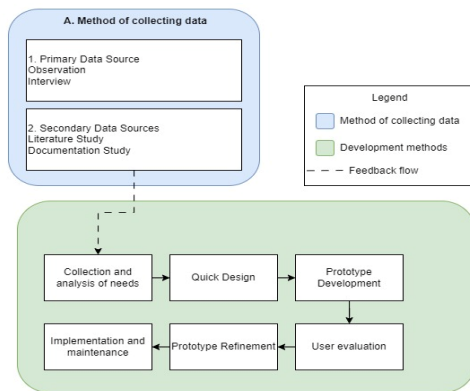 A. Method of collecting data
1. Primary Data Source
Observation
Interview
2. Secondary Data Sources
Literature Study
Documentation Study
Legend
Method of collecting data
Development methods
Feedback flow
Collection and
analysis of needs
Quick Design
Prototype
Development
Implementation and
maintenance
Prototype Refinement
User evaluation